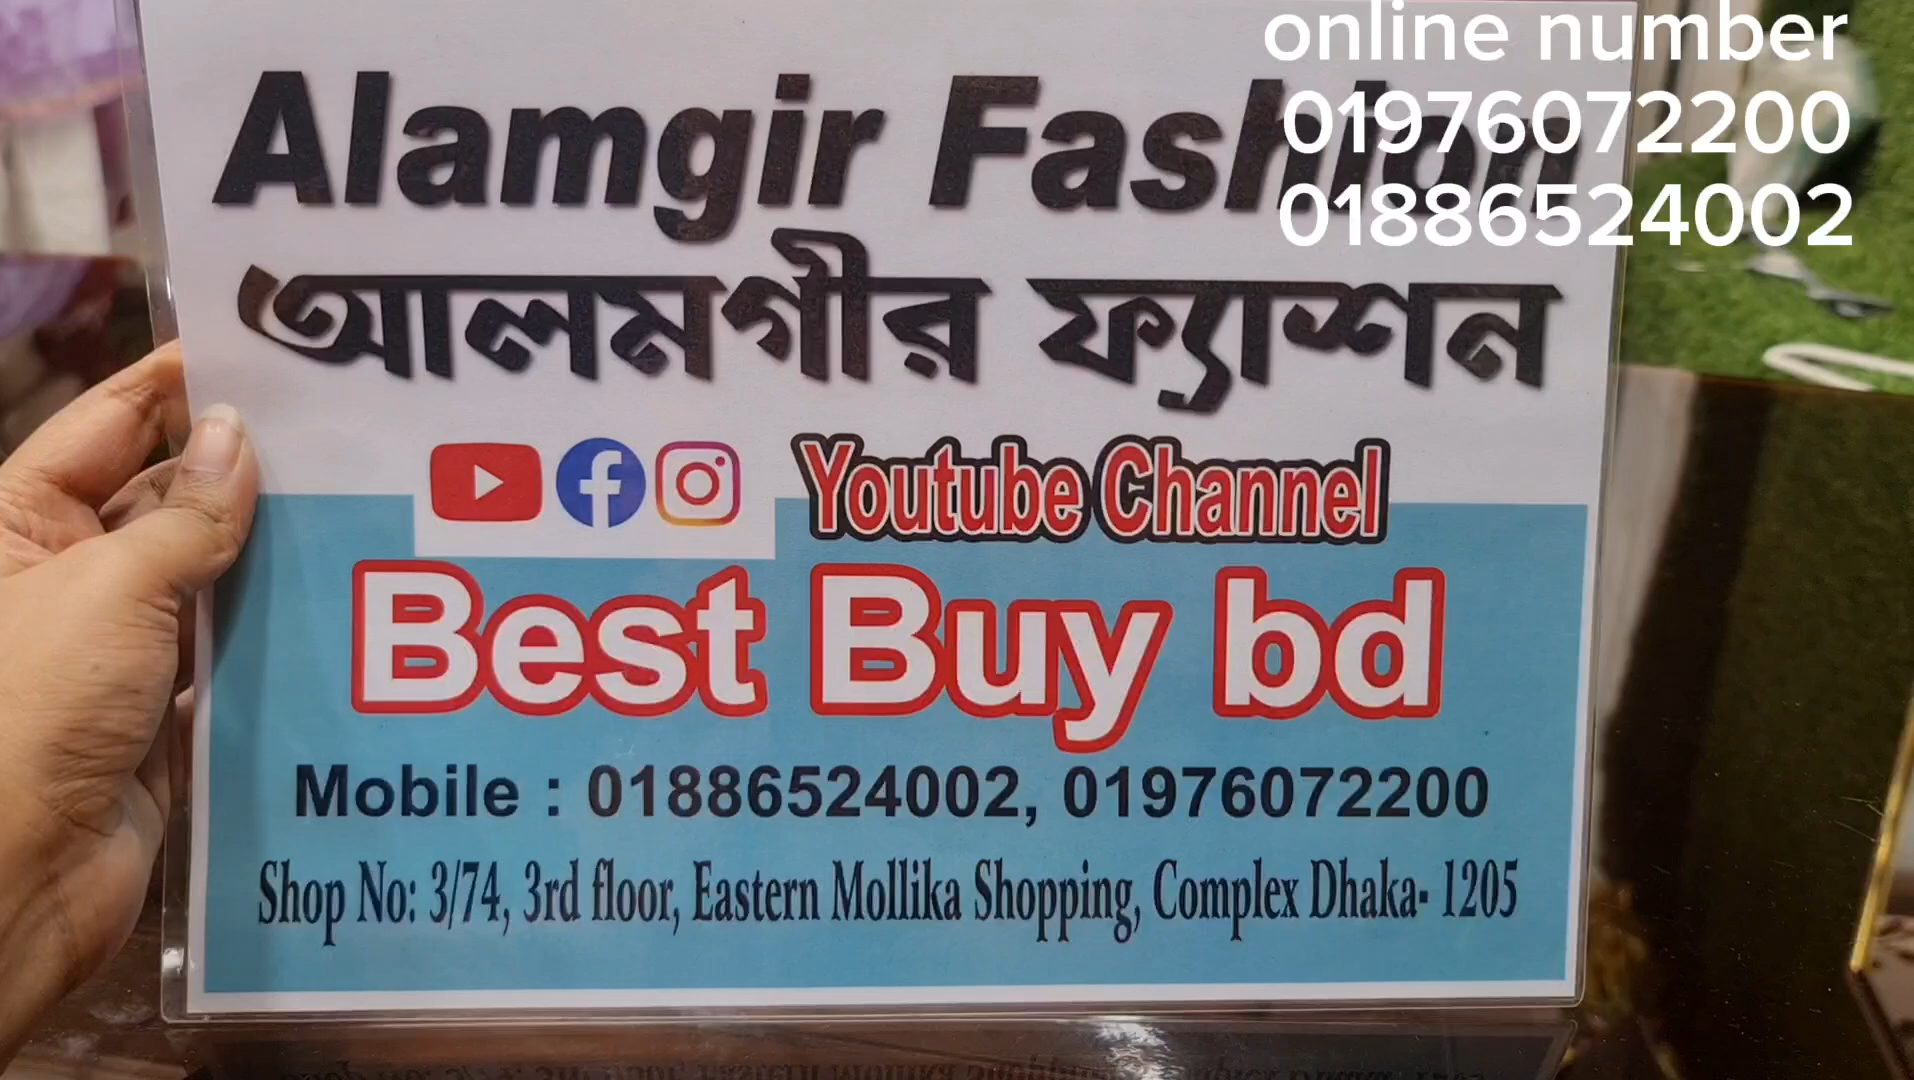 online number
01976072200
01886524002
Alamgir Fashion
আলমগীর ফ্যাশন
Youtube Channel
Best Buy bd
Mobile : 01886524002, 01976072200
Shop No: 3/74, 3rd floor, Eastern Mollika Shopping, Complex Dhaka- 1205